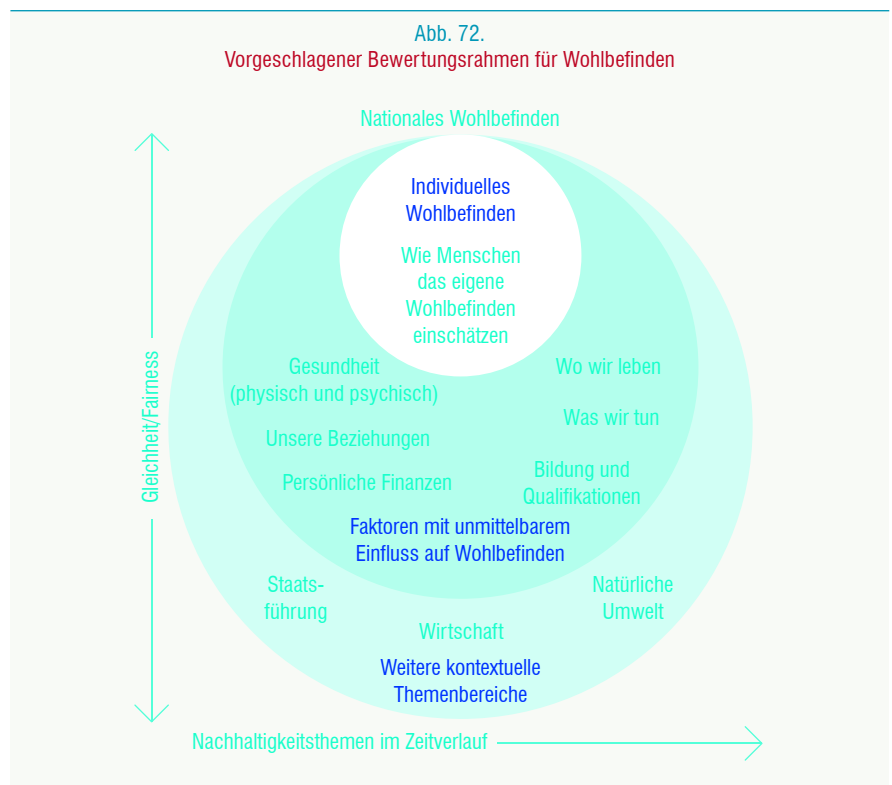 Abb. 72.
Vorgeschlagener Bewertungsrahmen für Wohlbefinden
Nationales Wohlbefinden
Individuelles
Wohlbefinden
Wie Menschen
das eigene
Wohlbefinden
einschätzen
Gesundheit
(physisch und psychisch)
Unsere Beziehungen
Persönliche Finanzen
Wo wir leben
Was wir tun
Bildung und
Qualifikationen
Faktoren mit unmittelbarem
Einfluss auf Wohlbefinden
Staats-
führung
Wirtschaft
Natürliche
Umwelt
Weitere kontextuelle
Themenbereiche
Gleichheit/Fairness
Nachhaltigkeitsthemen im Zeitverlauf